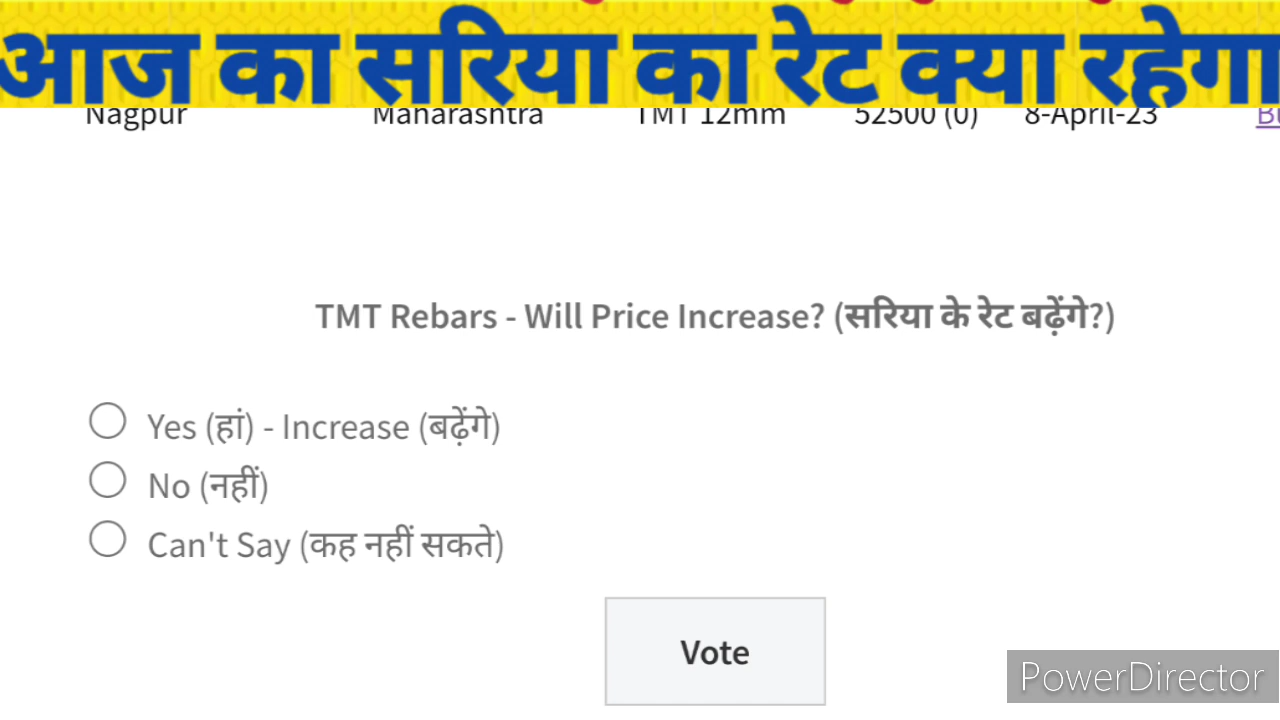 आज का सरिया का रेट क्या रहेगा
Nagpur Maharashtra TMT 12mm 52500 (0) 8-April-23
TMT Rebars - Will Price Increase? (सरिया के रेट बढ़ेंगे?)
Yes (हां) - Increase (बढ़ेंगे)
No (नहीं)
Can't Say (कह नहीं सकते)
Vote
PowerDirector